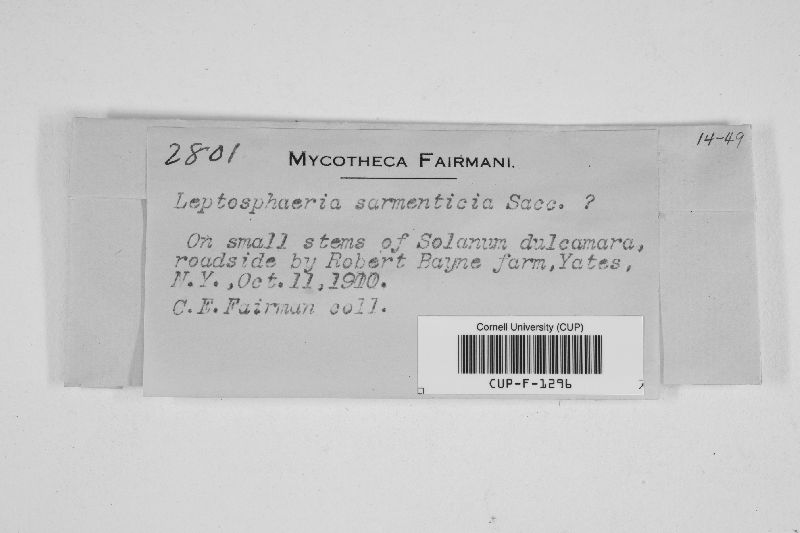 2801
14-49
MYCOTHECA FAIRMANI.
Leptosphaeria sarmenticia Sacc. ?
On small stems of Solanum dulcamara,
roadside by Robert Bayne farm, Yates,
N.Y., Oct. 11, 1910.
C.E. Fairman coll.
Cornell University (CUP)
CUP-F-1296